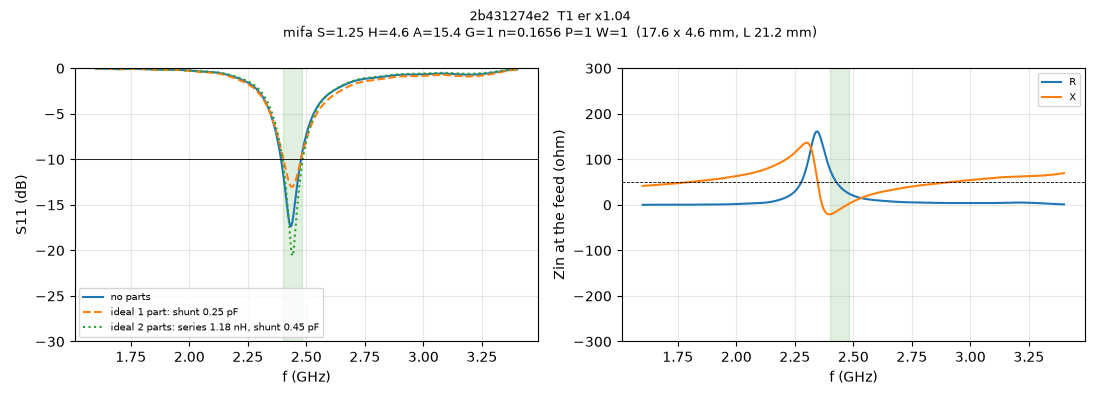 2b431274e2  T1 er x1.04
mifa S=1.25 H=4.6 A=15.4 G=1 n=0.1656 P=1 W=1  (17.6 x 4.6 mm, L 21.2 mm)
S11 (dB)
0
−5
−10
−15
−20
−25
−30
no parts
ideal 1 part: shunt 0.25 pF
ideal 2 parts: series 1.18 nH, shunt 0.45 pF
1.75 2.00 2.25 2.50 2.75 3.00 3.25
f (GHz)
Zin at the feed (ohm)
300
200
100
0
−100
−200
−300
R
X
1.75 2.00 2.25 2.50 2.75 3.00 3.25
f (GHz)